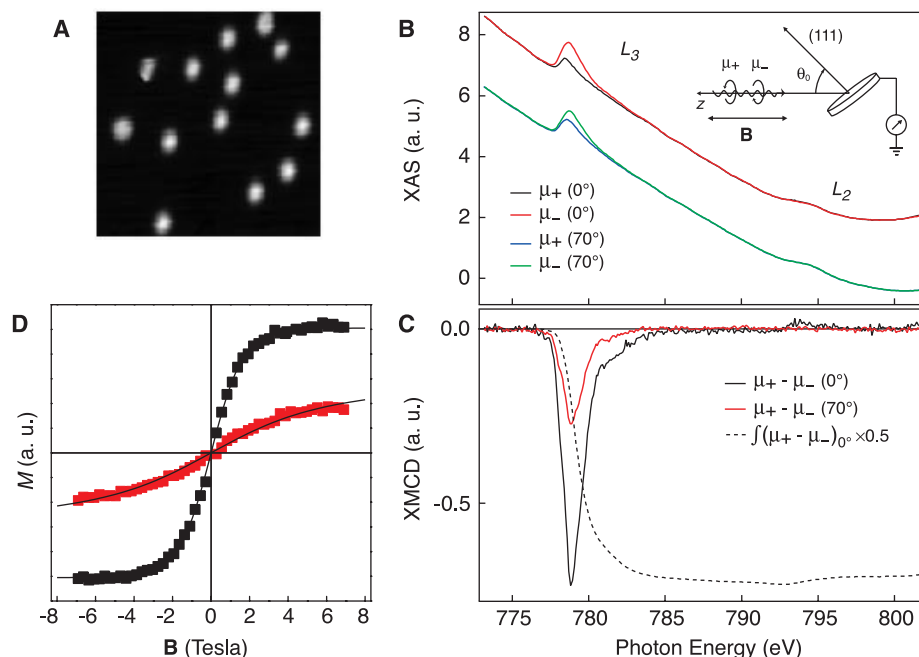 A
B
XAS (a. u.)
8
6
4
2
0
L3
L2
μ+ μ−
z
B
(111)
θ0
μ+ (0°)
μ− (0°)
μ+ (70°)
μ− (70°)
C
XMCD (a. u.)
0.0
-0.5
μ+ - μ− (0°)
μ+ - μ− (70°)
∫(μ+ - μ−)0° ×0.5
775 780 785 790 795 800
Photon Energy (eV)
D
M (a. u.)
-8 -6 -4 -2 0 2 4 6 8
B (Tesla)